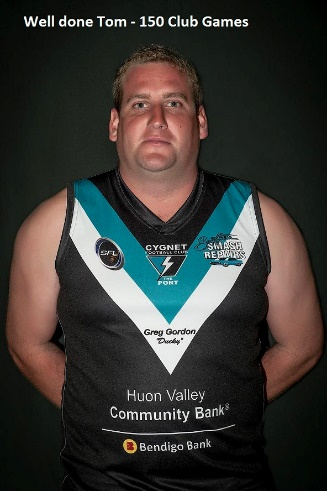 Well done Tom - 150 Club Games
SFL
CYGNET
FOOTBALL CLUB
THE
PORT
SMASH
REPAIRS
Greg Gordon
"Ducky"
Huon Valley
Community Bank®
Bendigo Bank